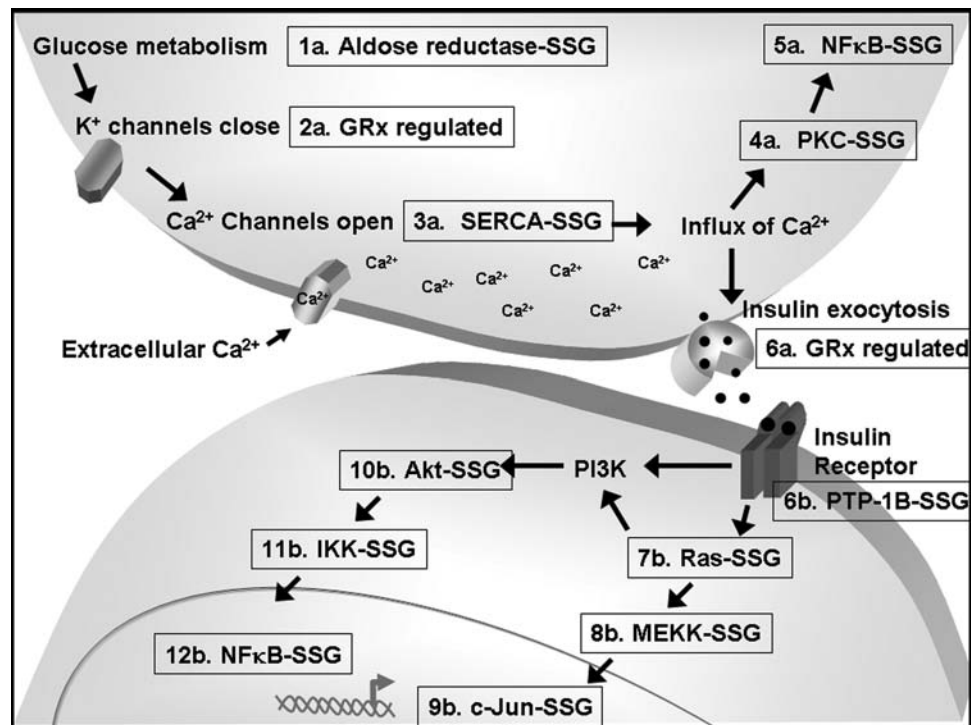 Glucose metabolism
1a. Aldose reductase-SSG
5a. NFκB-SSG
K⁺ channels close
2a. GRx regulated
4a. PKC-SSG
Ca²⁺ Channels open
3a. SERCA-SSG
Influx of Ca²⁺
Ca²⁺
Ca²⁺
Ca²⁺
Ca²⁺
Ca²⁺
Ca²⁺
Ca²⁺
Ca²⁺
Insulin exocytosis
Extracellular Ca²⁺
6a. GRx regulated
Insulin
Receptor
10b. Akt-SSG
PI3K
6b. PTP-1B-SSG
11b. IKK-SSG
7b. Ras-SSG
8b. MEKK-SSG
12b. NFκB-SSG
9b. c-Jun-SSG